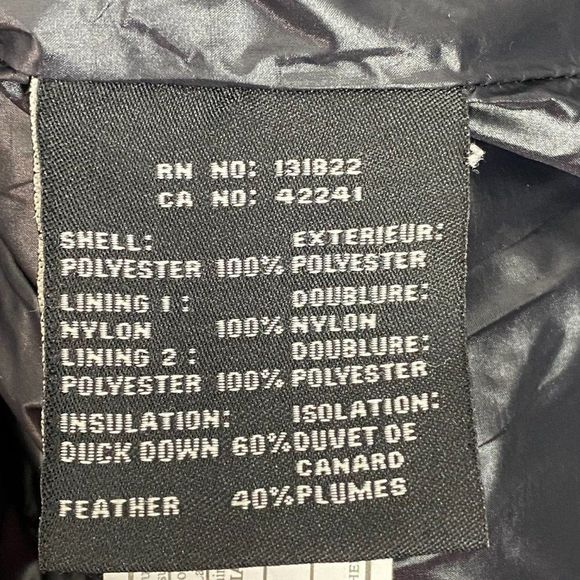 RN NO: 131822
CA NO: 42241
SHELL: EXTERIEUR:
POLYESTER 100% POLYESTER
LINING 1 : DOUBLURE:
NYLON 100% NYLON
LINING 2 : DOUBLURE:
POLYESTER 100% POLYESTER
INSULATION: ISOLATION:
DUCK DOWN 60% DUVET DE
CANARD
FEATHER 40% PLUMES